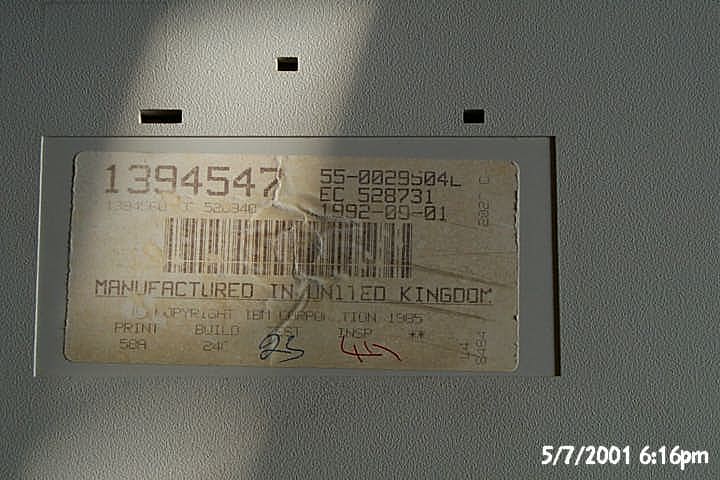 1394547
55-0029504L
EC 528731
1992-09-01
MANUFACTURED IN UNITED KINGDOM
COPYRIGHT IBM CORPORATION 1985
PRINT BUILD TEST INSP **
58A 23
8484
5/7/2001 6:16pm